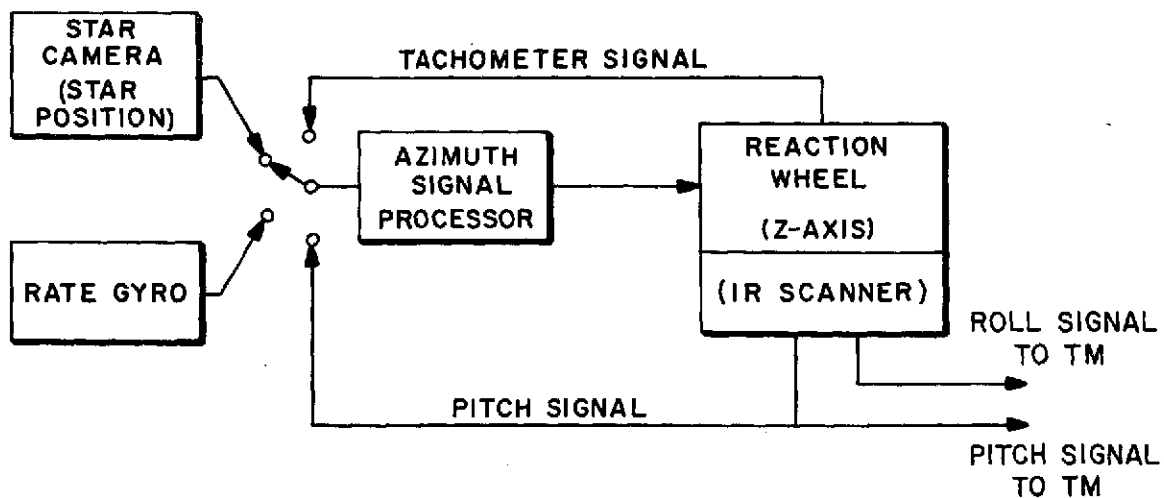 STAR
CAMERA
(STAR
POSITION)
TACHOMETER SIGNAL
AZIMUTH
SIGNAL
PROCESSOR
REACTION
WHEEL
(Z-AXIS)
(IR SCANNER)
RATE GYRO
ROLL SIGNAL
TO TM
PITCH SIGNAL
PITCH SIGNAL
TO TM